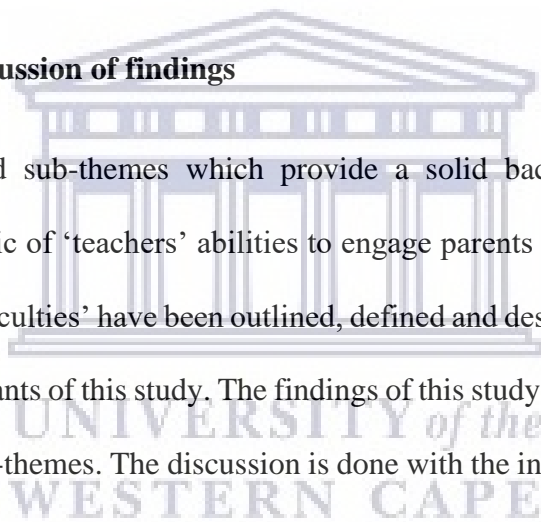 ussion of findings
d sub-themes which provide a solid bac
ic of ‘teachers’ abilities to engage parents
culties’ have been outlined, defined and des
ants of this study. The findings of this study
UNIVERSITY of the
-themes. The discussion is done with the in
WESTERN CAPE